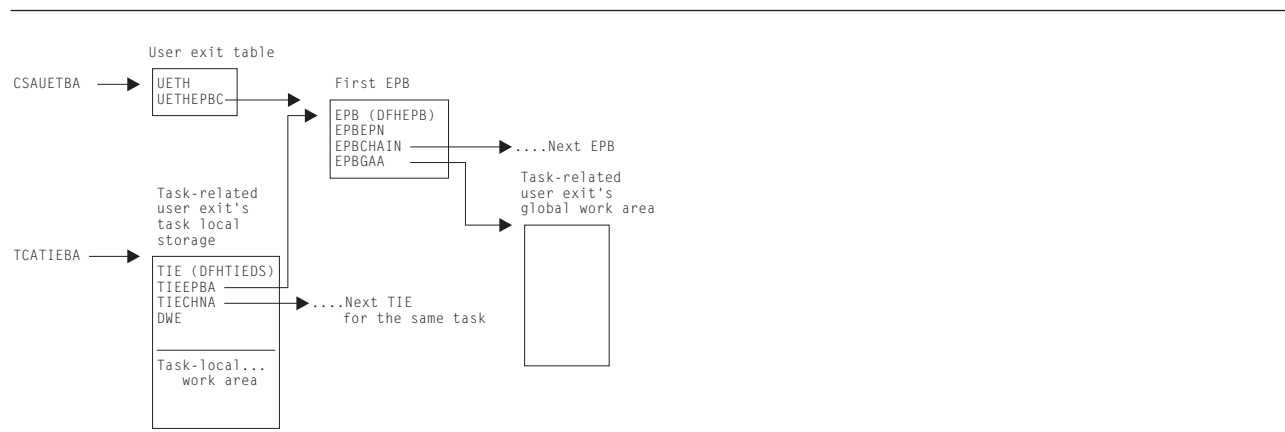 User exit table
CSAUETBA
UETH
UETHEPBC
First EPB
EPB (DFHEPB)
EPBEPN
EPBCHAIN
EPBGAA
....Next EPB
Task-related
user exit's
global work area
Task-related
user exit's
task local
storage
TCATIEBA
TIE (DFHTIEDS)
TIEEPBA
TIECHNA
DWE
....Next TIE
for the same task
Task-local...
work area